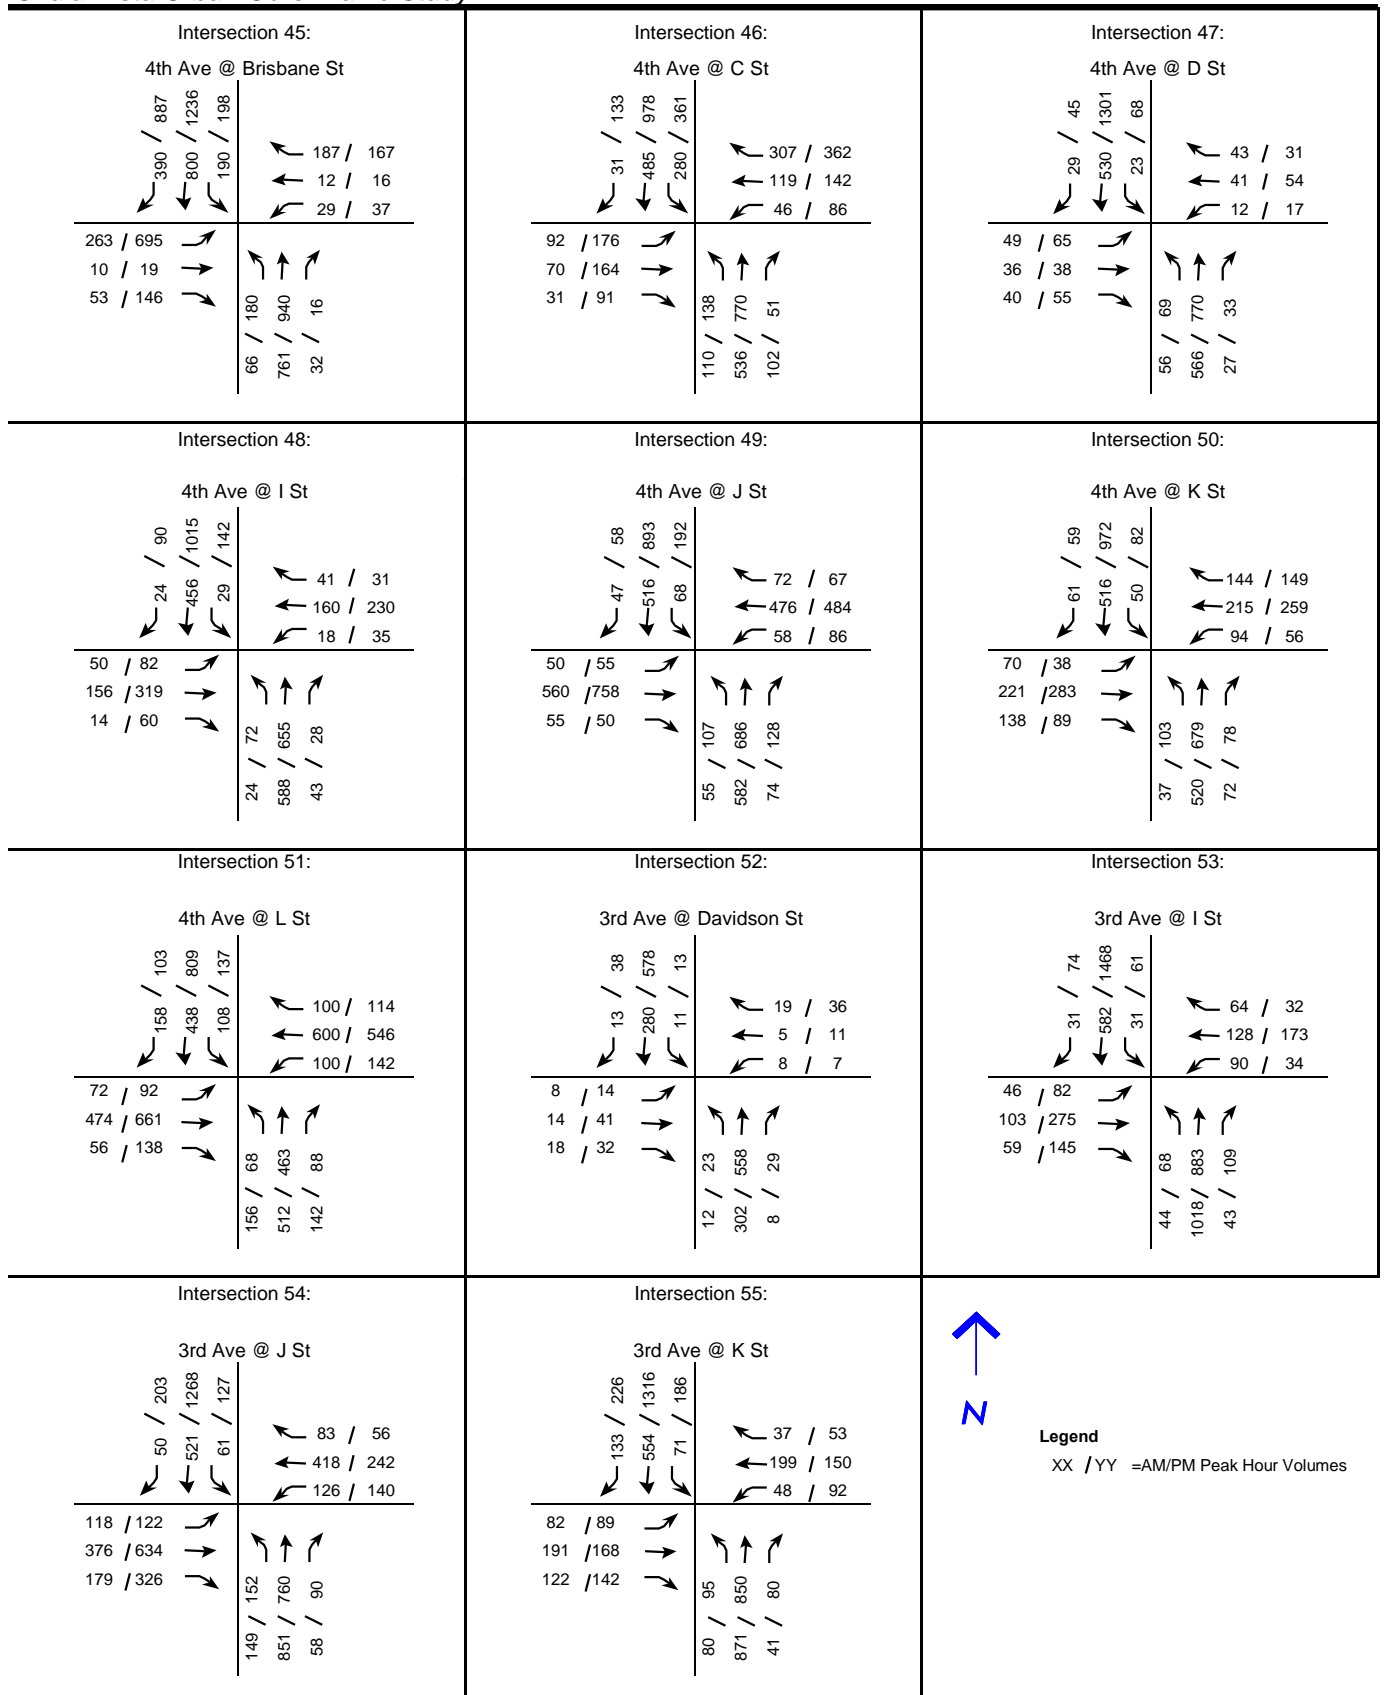 Intersection 45:
4th Ave @ Brisbane St
390 / 887
800 / 1236
190 / 198
187 / 167
12 / 16
29 / 37
263 / 695
10 / 19
53 / 146
66 / 180
761 / 940
32 / 16
Intersection 46:
4th Ave @ C St
31 / 133
485 / 978
280 / 361
307 / 362
119 / 142
46 / 86
92 / 176
70 / 164
31 / 91
110 / 138
536 / 770
102 / 51
Intersection 47:
4th Ave @ D St
29 / 45
530 / 1301
23 / 68
43 / 31
41 / 54
12 / 17
49 / 65
36 / 38
40 / 55
56 / 69
566 / 770
27 / 33
Intersection 48:
4th Ave @ I St
24 / 90
456 / 1015
29 / 142
41 / 31
160 / 230
18 / 35
50 / 82
156 / 319
14 / 60
24 / 72
588 / 655
43 / 28
Intersection 49:
4th Ave @ J St
47 / 58
516 / 893
68 / 192
72 / 67
476 / 484
58 / 86
50 / 55
560 / 758
55 / 50
55 / 107
582 / 686
74 / 128
Intersection 50:
4th Ave @ K St
61 / 59
516 / 972
50 / 82
144 / 149
215 / 259
94 / 56
70 / 38
221 / 283
138 / 89
37 / 103
520 / 679
72 / 78
Intersection 51:
4th Ave @ L St
158 / 103
438 / 809
108 / 137
100 / 114
600 / 546
100 / 142
72 / 92
474 / 661
56 / 138
156 / 68
512 / 463
142 / 88
Intersection 52:
3rd Ave @ Davidson St
13 / 38
280 / 578
11 / 13
19 / 36
5 / 11
8 / 7
8 / 14
14 / 41
18 / 32
12 / 23
302 / 558
8 / 29
Intersection 53:
3rd Ave @ I St
31 / 74
582 / 1468
31 / 61
64 / 32
128 / 173
90 / 34
46 / 82
103 / 275
59 / 145
44 / 68
1018 / 883
43 / 109
Intersection 54:
3rd Ave @ J St
50 / 203
521 / 1268
61 / 127
83 / 56
418 / 242
126 / 140
118 / 122
376 / 634
179 / 326
149 / 152
851 / 760
58 / 90
Intersection 55:
3rd Ave @ K St
133 / 226
554 / 1316
71 / 186
37 / 53
199 / 150
48 / 92
82 / 89
191 / 168
122 / 142
80 / 95
871 / 850
41 / 80
N
Legend
XX / YY =AM/PM Peak Hour Volumes